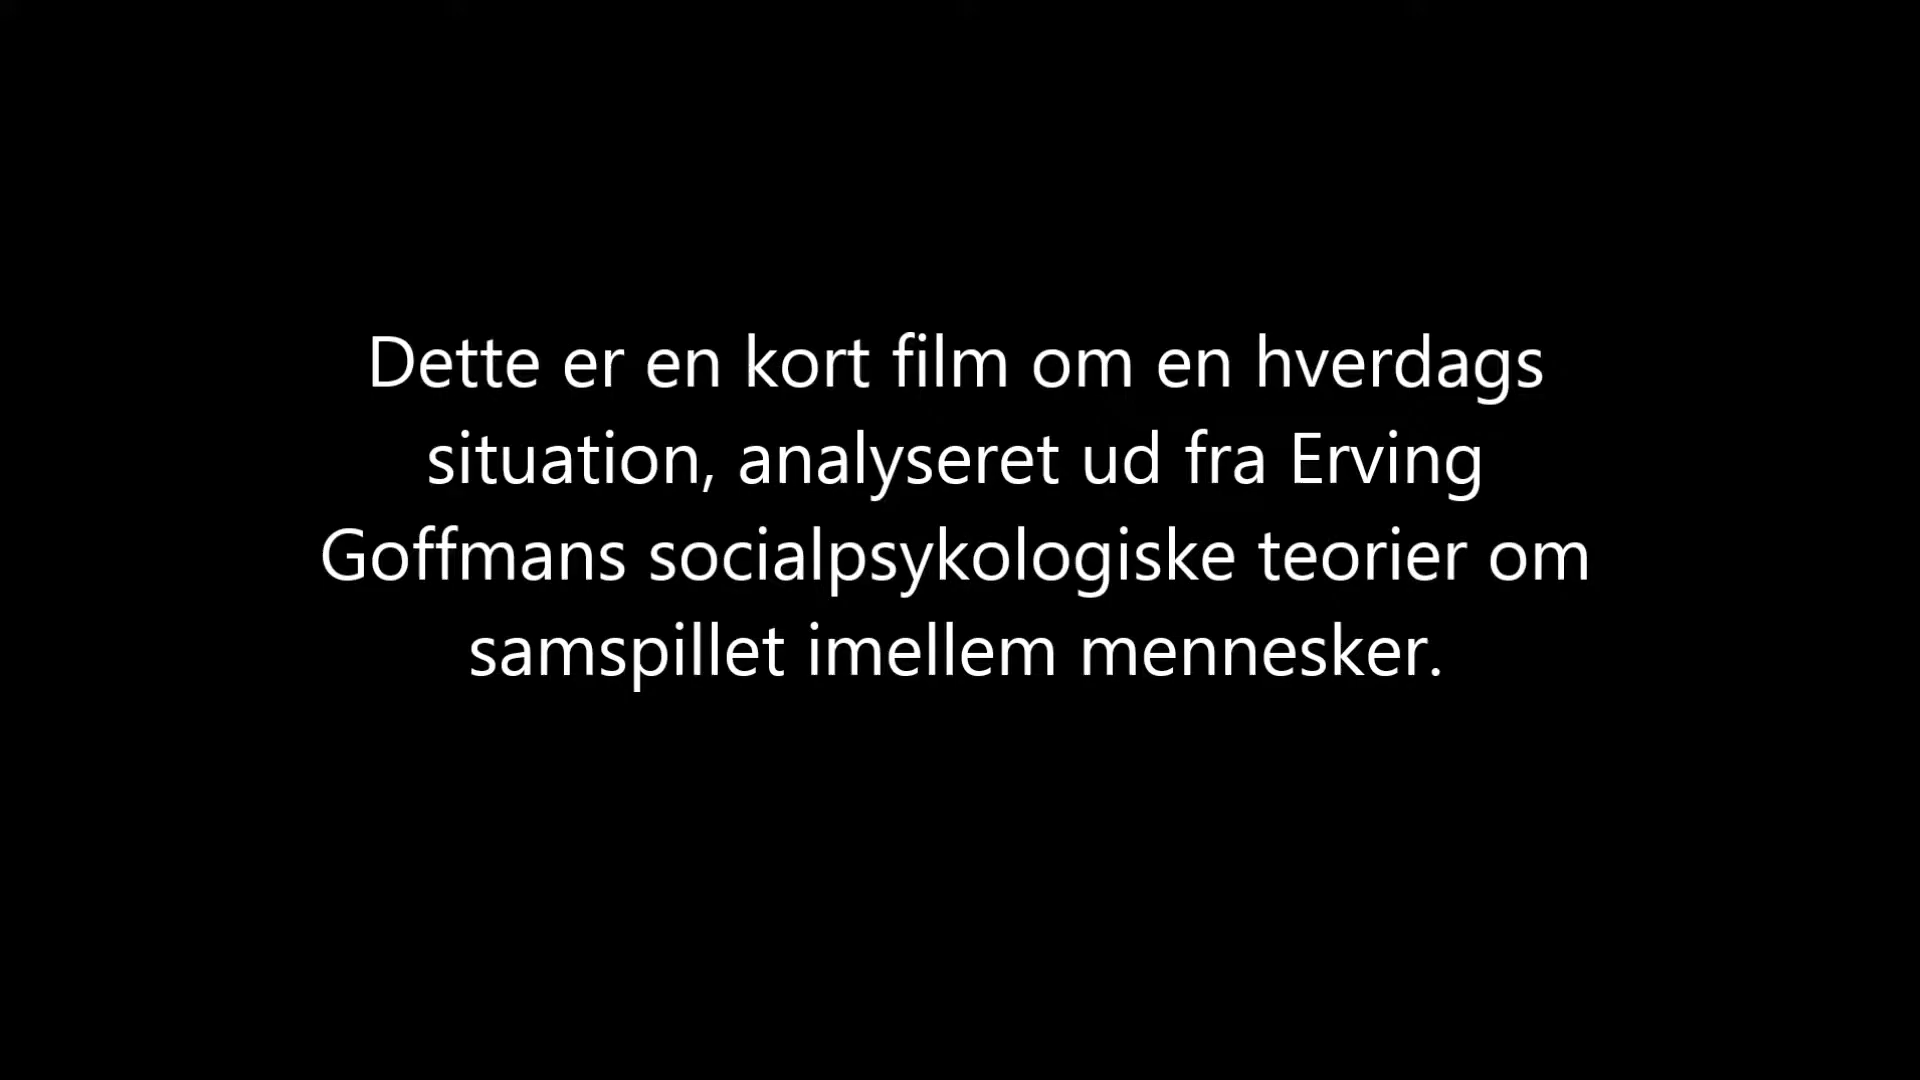 Dette er en kort film om en hverdags
situation, analyseret ud fra Erving
Goffmans socialpsykologiske teorier om
samspillet imellem mennesker.